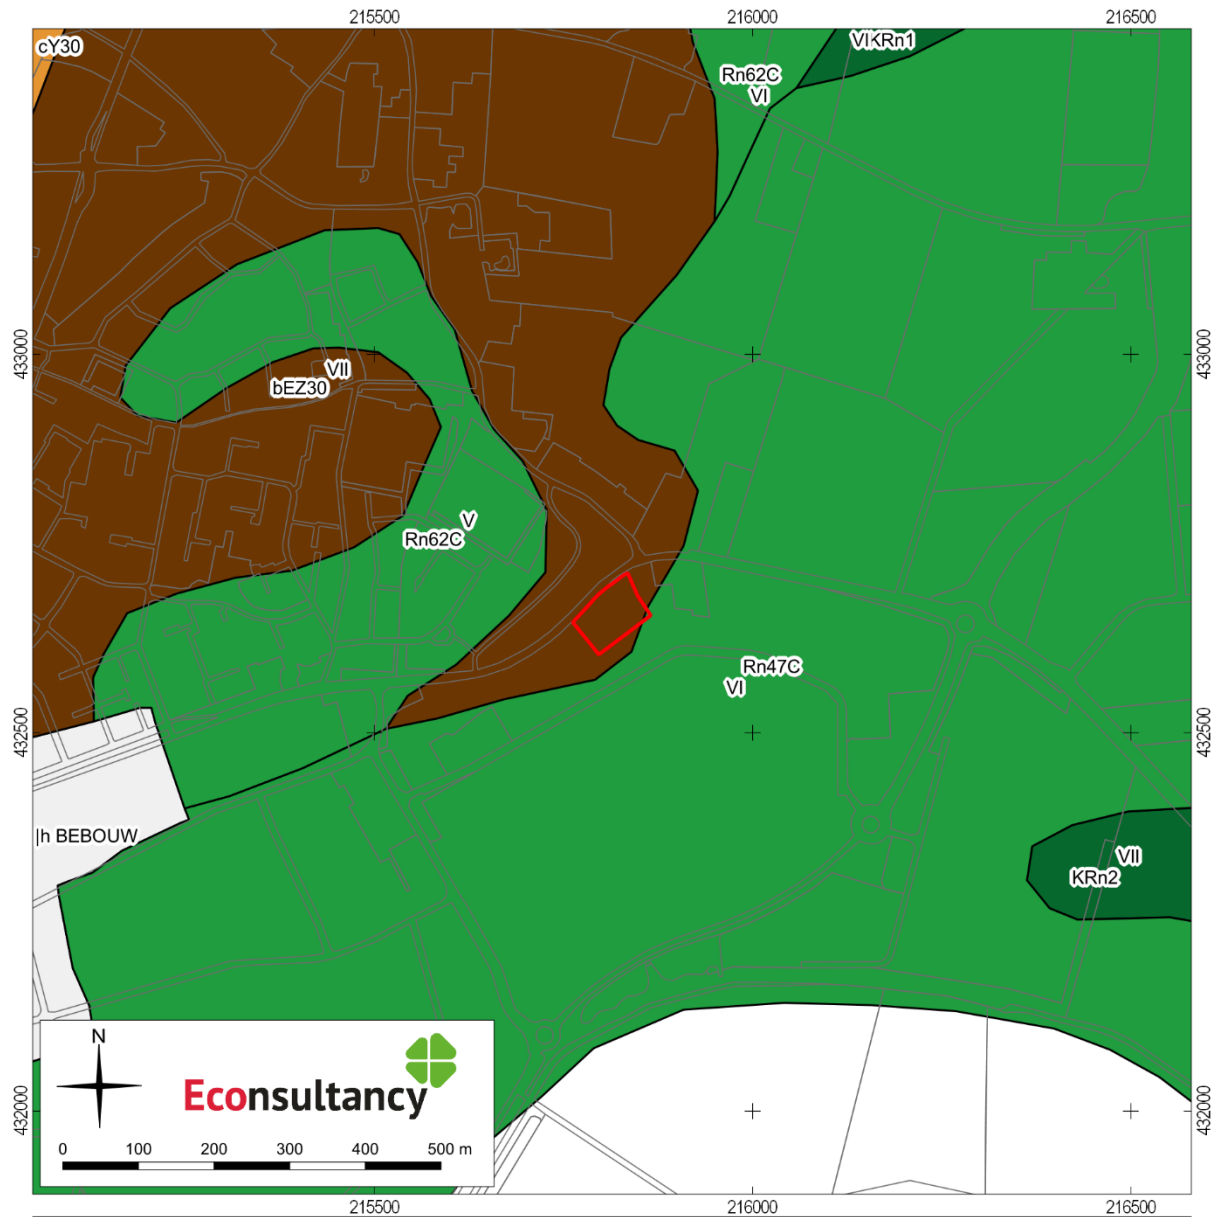 215500 216000 216500
cY30
VIKRn1
Rn62C
VI
433000 433000
VII
bEZ30
V
Rn62C
Rn47C
VI
432500 432500
|h BEBOUW
VII
KRn2
N
Econsultancy
432000 432000
0 100 200 300 400 500 m
215500 216000 216500